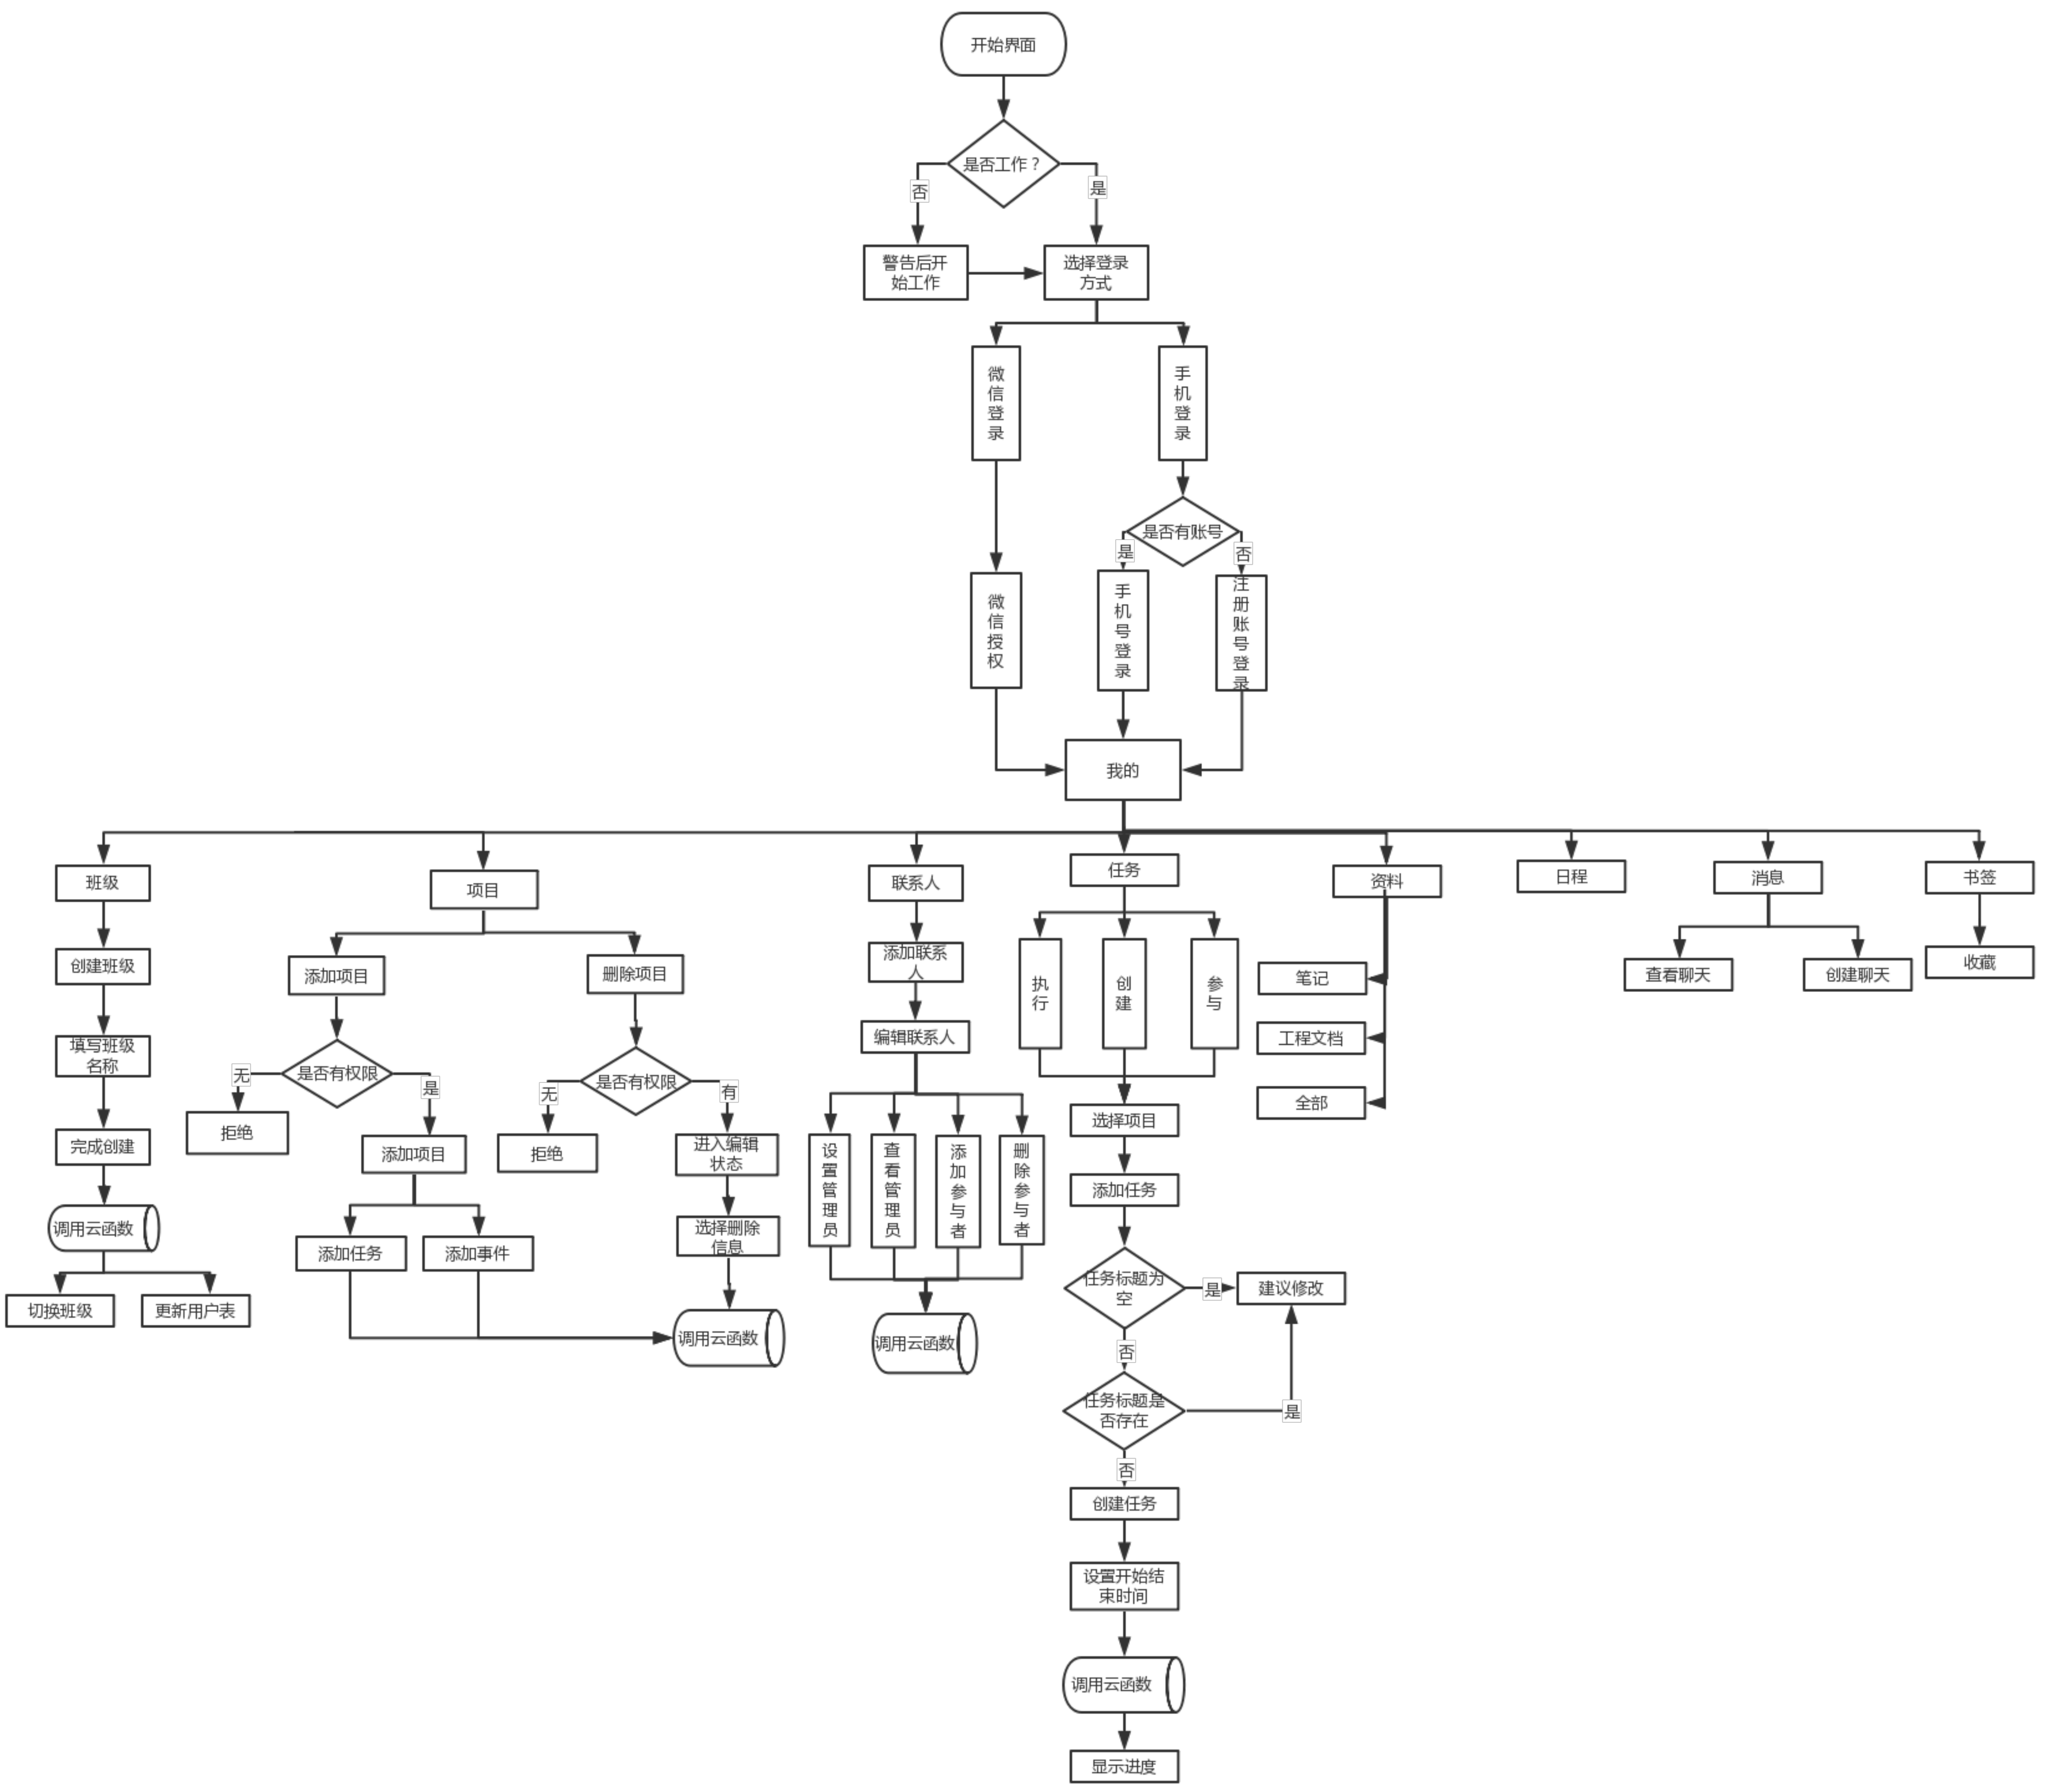 开始界面
是否工作？
否
是
警告后开
始工作
选择登录
方式
微
信
登
录
手
机
登
录
是否有账号
是
否
微
信
授
权
手
机
号
登
录
注
册
账
号
登
录
我的
班级
项目
联系人
任务
资料
日程
消息
书签
创建班级
填写班级
名称
完成创建
调用云函数
切换班级
更新用户表
添加项目
是否有权限
无
是
拒绝
添加项目
添加任务
添加事件
删除项目
是否有权限
无
有
拒绝
进入编辑
状态
选择删除
信息
调用云函数
添加联系
人
编辑联系人
设
置
管
理
员
查
看
管
理
员
添
加
参
与
者
删
除
参
与
者
调用云函数
执
行
创
建
参
与
选择项目
添加任务
任务标题为
空
是
建议修改
否
任务标题是
否存在
是
否
创建任务
设置开始结
束时间
调用云函数
显示进度
笔记
工程文档
全部
查看聊天
创建聊天
收藏